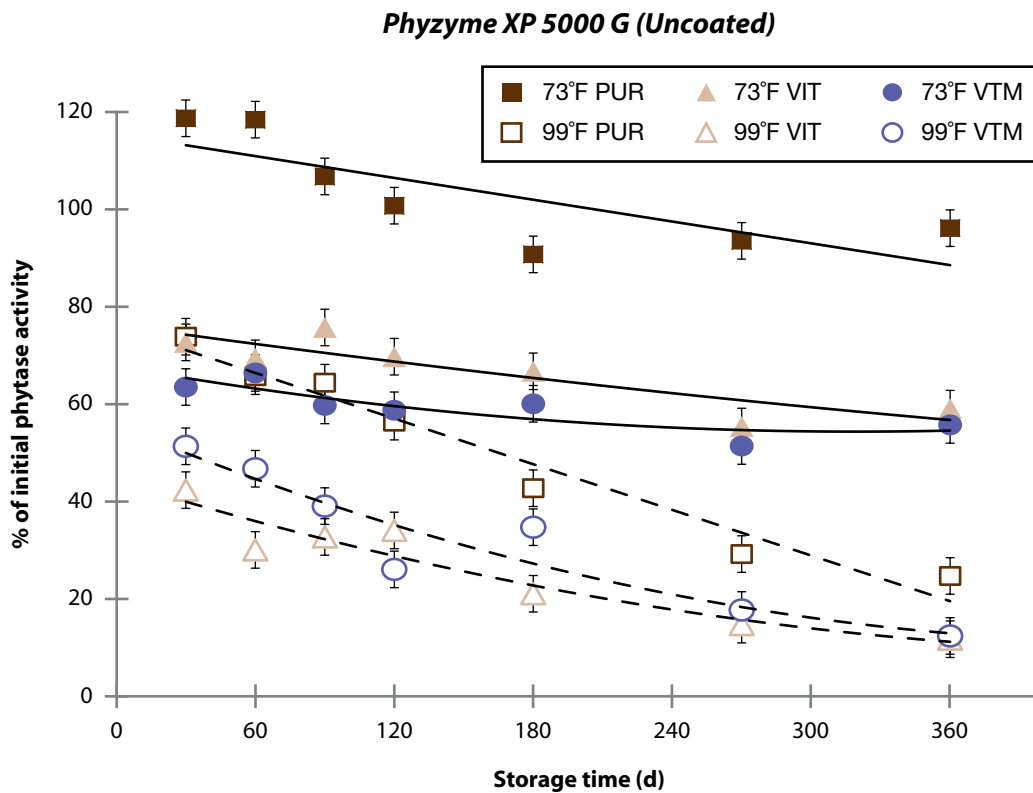 Phyzyme XP 5000 G (Uncoated)
73°F PUR 73°F VIT 73°F VTM
99°F PUR 99°F VIT 99°F VTM
% of initial phytase activity
120
100
80
60
40
20
0
0 60 120 180 240 300 360
Storage time (d)